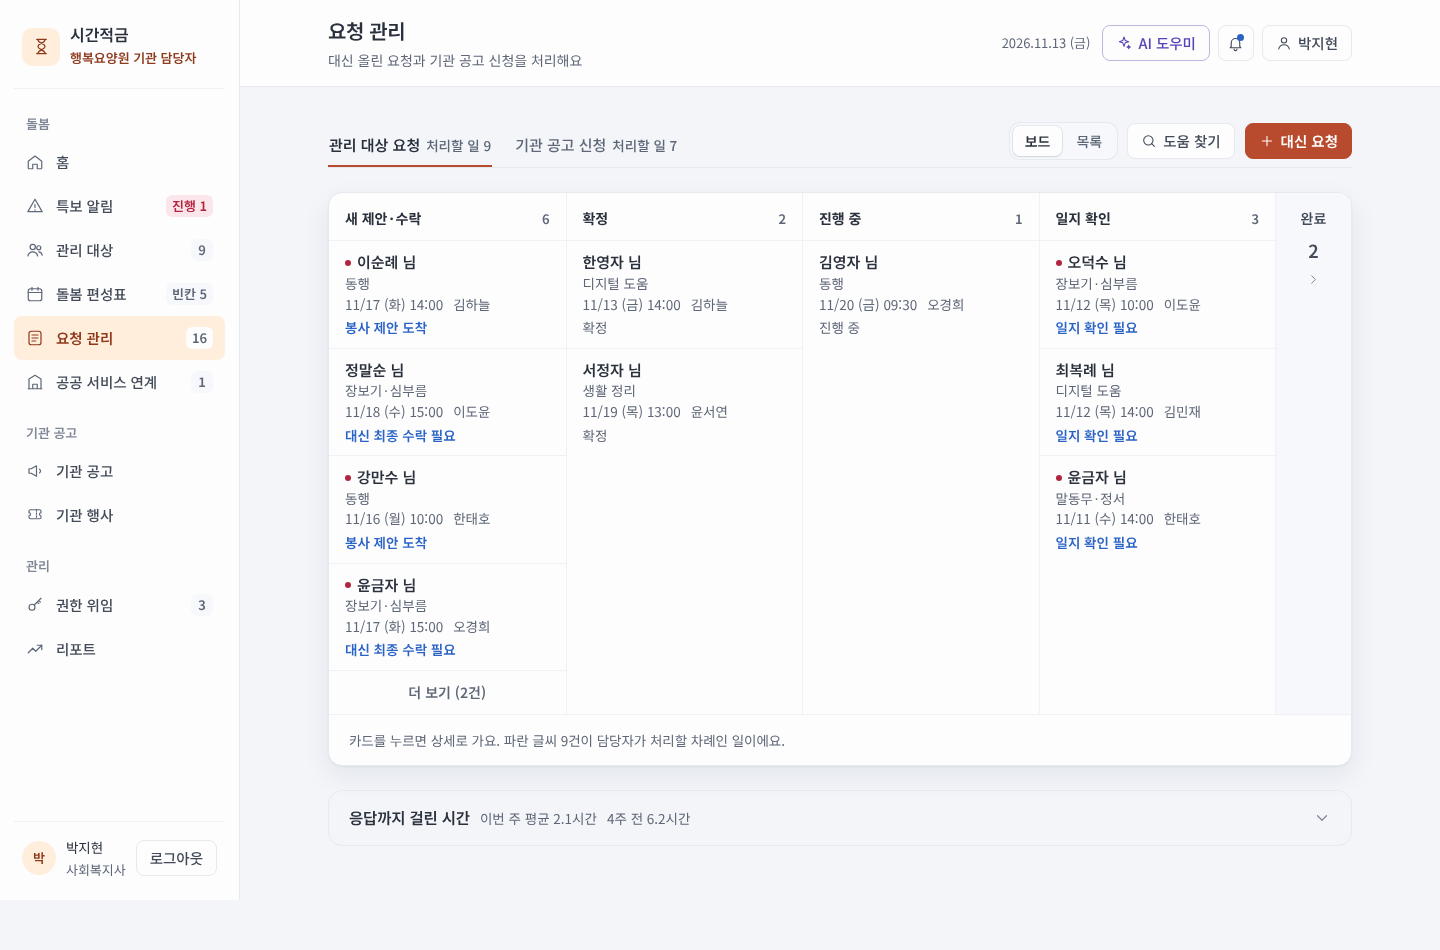 시간적금
행복요양원 기관 담당자
돌봄
홈
특보 알림 진행 1
관리 대상 9
돌봄 편성표 빈칸 5
요청 관리 16
공공 서비스 연계 1
기관 공고
기관 공고
기관 행사
관리
권한 위임 3
리포트
박 박지현
사회복지사
로그아웃
요청 관리
대신 올린 요청과 기관 공고 신청을 처리해요
2026.11.13 (금) AI 도우미 박지현
관리 대상 요청 처리할 일 9 기관 공고 신청 처리할 일 7
보드 목록 도움 찾기 + 대신 요청
새 제안·수락 6
이순례 님
동행
11/17 (화) 14:00 김하늘
봉사 제안 도착
정말순 님
장보기·심부름
11/18 (수) 15:00 이도윤
대신 최종 수락 필요
강만수 님
동행
11/16 (월) 10:00 한태호
봉사 제안 도착
윤금자 님
장보기·심부름
11/17 (화) 15:00 오경희
대신 최종 수락 필요
더 보기 (2건)
확정 2
한영자 님
디지털 도움
11/13 (금) 14:00 김하늘
확정
서정자 님
생활 정리
11/19 (목) 13:00 윤서연
확정
진행 중 1
김영자 님
동행
11/20 (금) 09:30 오경희
진행 중
일지 확인 3
오덕수 님
장보기·심부름
11/12 (목) 10:00 이도윤
일지 확인 필요
최복례 님
디지털 도움
11/12 (목) 14:00 김민재
일지 확인 필요
윤금자 님
말동무·정서
11/11 (수) 14:00 한태호
일지 확인 필요
완료
2
카드를 누르면 상세로 가요. 파란 글씨 9건이 담당자가 처리할 차례인 일이에요.
응답까지 걸린 시간 이번 주 평균 2.1시간 4주 전 6.2시간